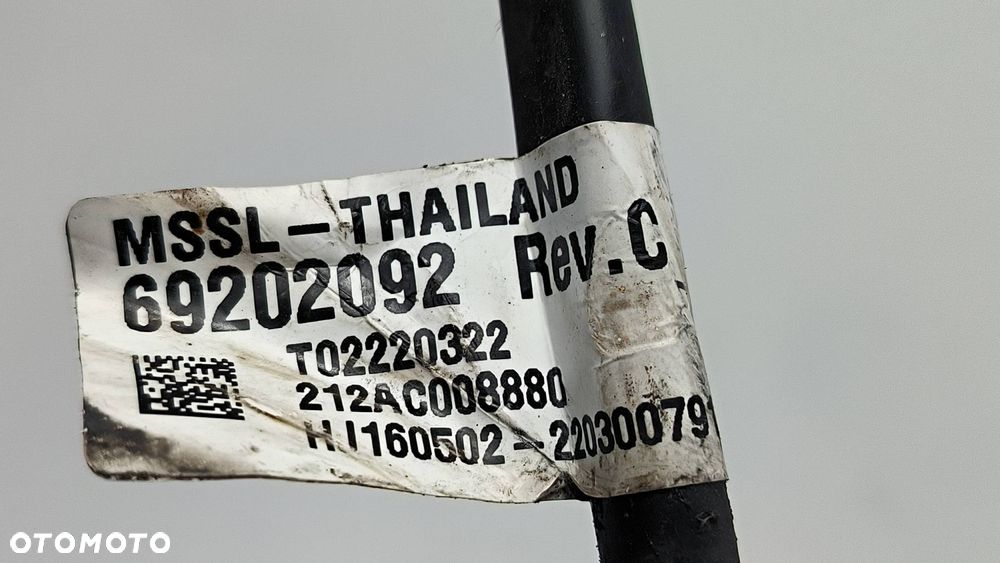 MSSL-THAILAND
69202092 Rev.C
T02220322
212AC008880
HJ160502-22030079
OTOMOTO